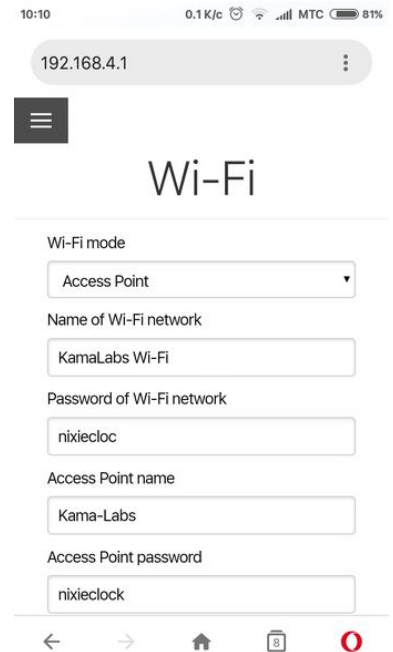 10:10 0.1 K/c MTC 81%
192.168.4.1
Wi-Fi
Wi-Fi mode
Access Point
Name of Wi-Fi network
KamaLabs Wi-Fi
Password of Wi-Fi network
nixiecloc
Access Point name
Kama-Labs
Access Point password
nixieclock
8